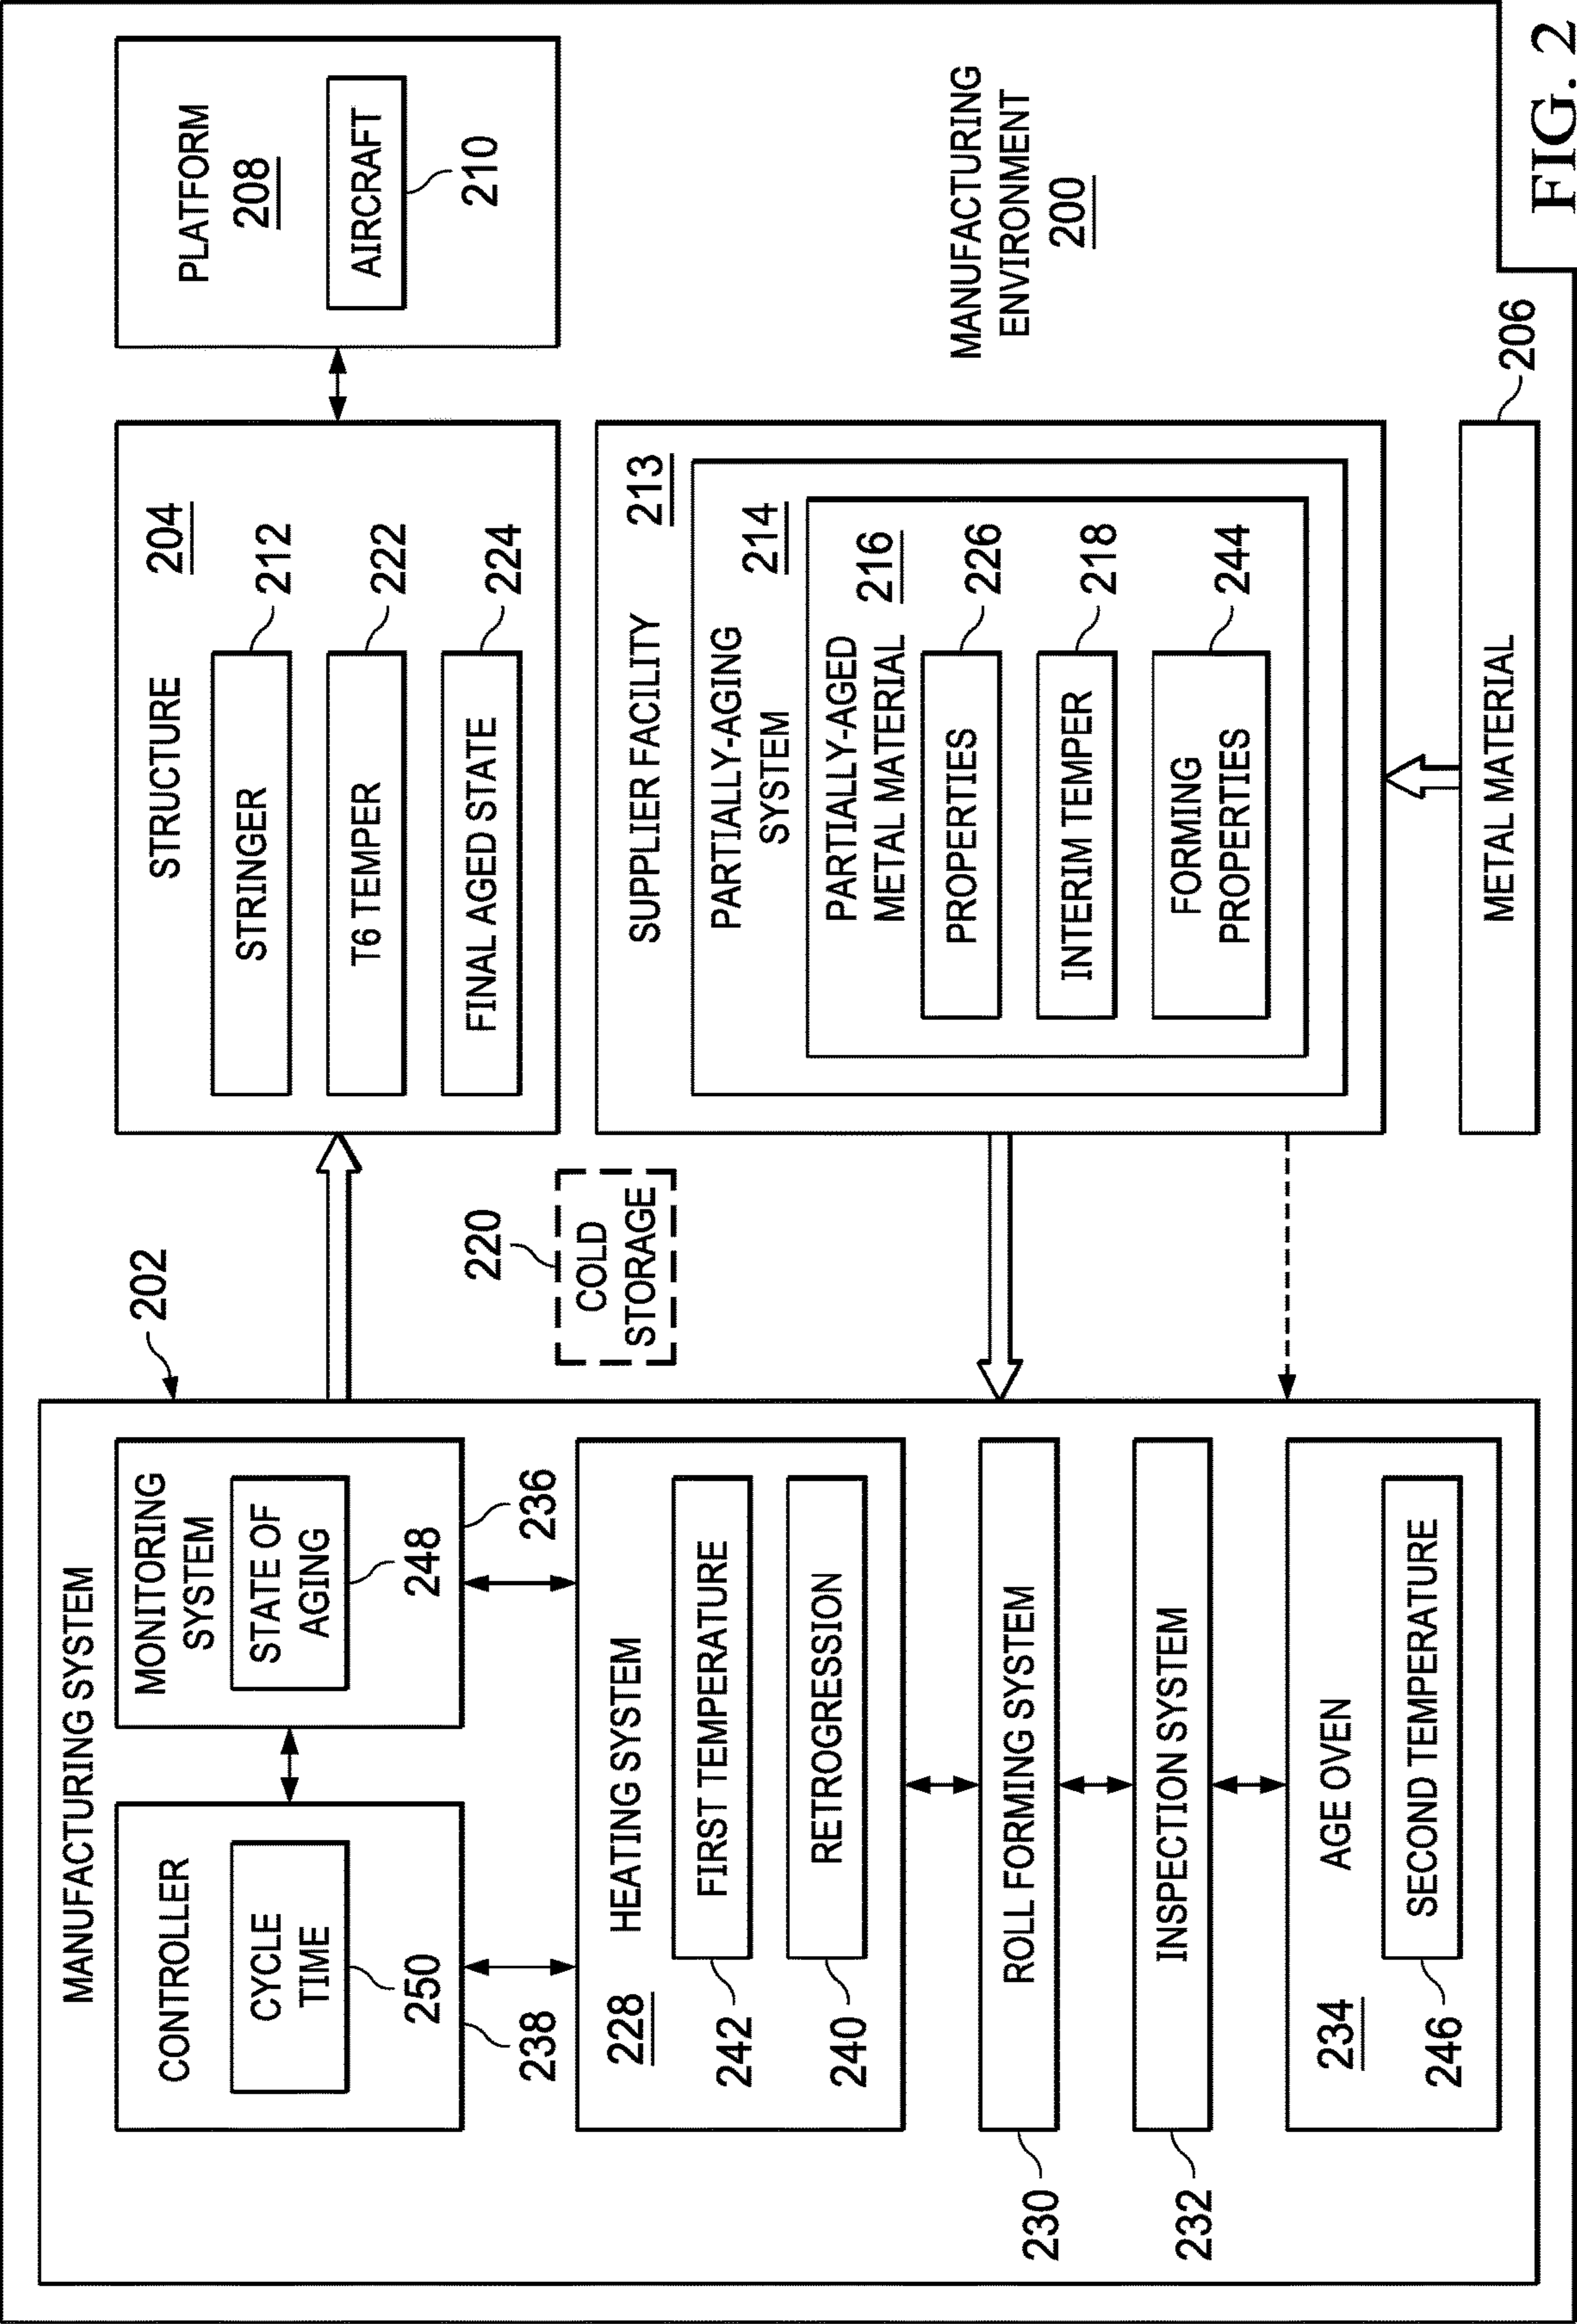 MANUFACTURING SYSTEM
202
CONTROLLER
CYCLE
TIME
250
238
MONITORING
SYSTEM
STATE OF
AGING
248
236
HEATING SYSTEM
228
FIRST TEMPERATURE
242
RETROGRESSION
240
ROLL FORMING SYSTEM
230
INSPECTION SYSTEM
232
AGE OVEN
234
SECOND TEMPERATURE
246
220
COLD
STORAGE
STRUCTURE
204
STRINGER
212
T6 TEMPER
222
FINAL AGED STATE
224
PLATFORM
208
AIRCRAFT
210
SUPPLIER FACILITY
213
PARTIALLY-AGING
SYSTEM
214
PARTIALLY-AGED
METAL MATERIAL
216
PROPERTIES
226
INTERIM TEMPER
218
FORMING
PROPERTIES
244
METAL MATERIAL
206
MANUFACTURING
ENVIRONMENT
200
FIG. 2